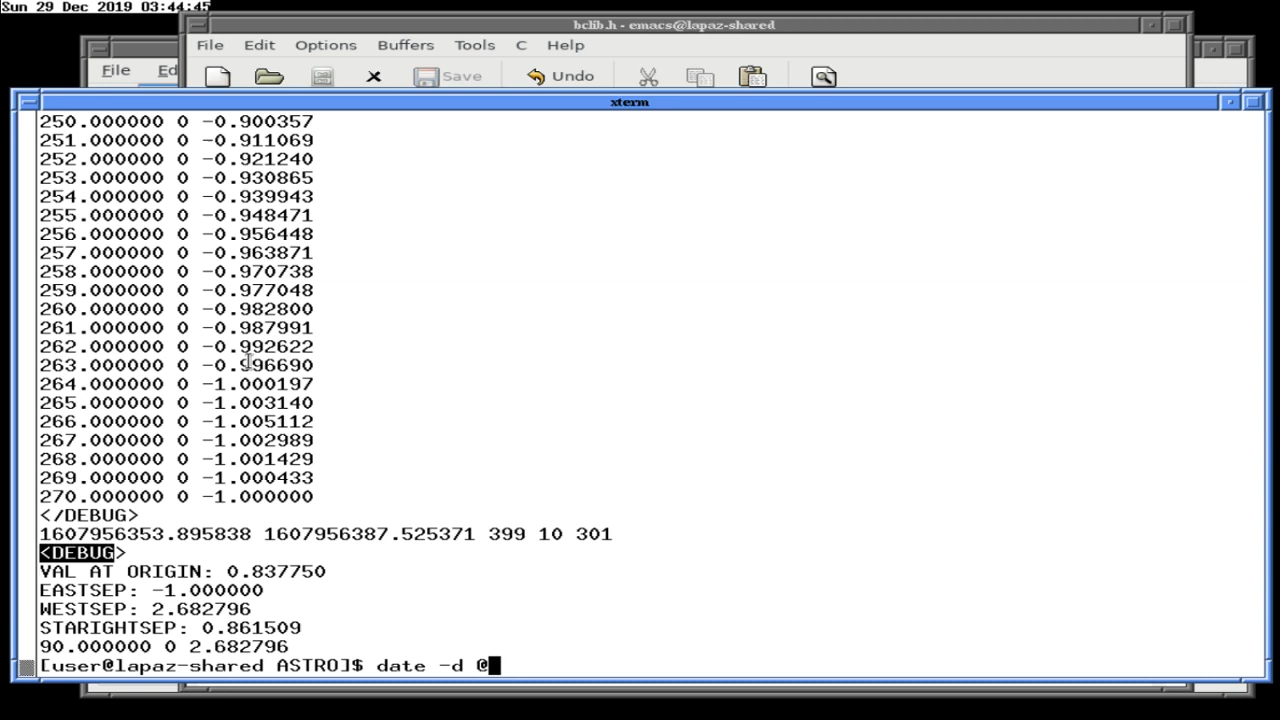 Sun 29 Dec 2019 03:44:45
bclib.h - emacs@lapaz-shared
File Edit Options Buffers Tools C Help
File Ed
Save Undo
xterm
250.000000 0 -0.900357
251.000000 0 -0.911069
252.000000 0 -0.921240
253.000000 0 -0.930865
254.000000 0 -0.939943
255.000000 0 -0.948471
256.000000 0 -0.956448
257.000000 0 -0.963871
258.000000 0 -0.970738
259.000000 0 -0.977048
260.000000 0 -0.982800
261.000000 0 -0.987991
262.000000 0 -0.992622
263.000000 0 -0.996690
264.000000 0 -1.000197
265.000000 0 -1.003140
266.000000 0 -1.005112
267.000000 0 -1.002989
268.000000 0 -1.001429
269.000000 0 -1.000433
270.000000 0 -1.000000
</DEBUG>
1607956353.895838 1607956387.525371 399 10 301
<DEBUG>
VAL AT ORIGIN: 0.837750
EASTSEP: -1.000000
WESTSEP: 2.682796
STARIGHTSEP: 0.861509
90.000000 0 2.682796
[user@lapaz-shared ASTRO]$ date -d @